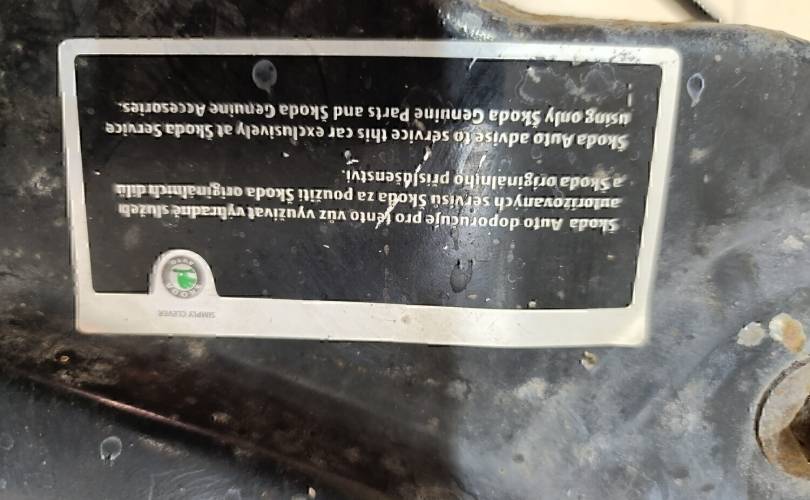 SIMPLY CLEVER
ŠKODA
AUTO
Škoda Auto doporučuje pro tento vůz využívat výhradně služeb
autorizovaných servisů Škoda za použití Škoda originálních dílů
a Škoda originálního příslušenství.
Škoda Auto advise to service this car exclusively at Škoda Service
using only Škoda Genuine Parts and Škoda Genuine Accesories.